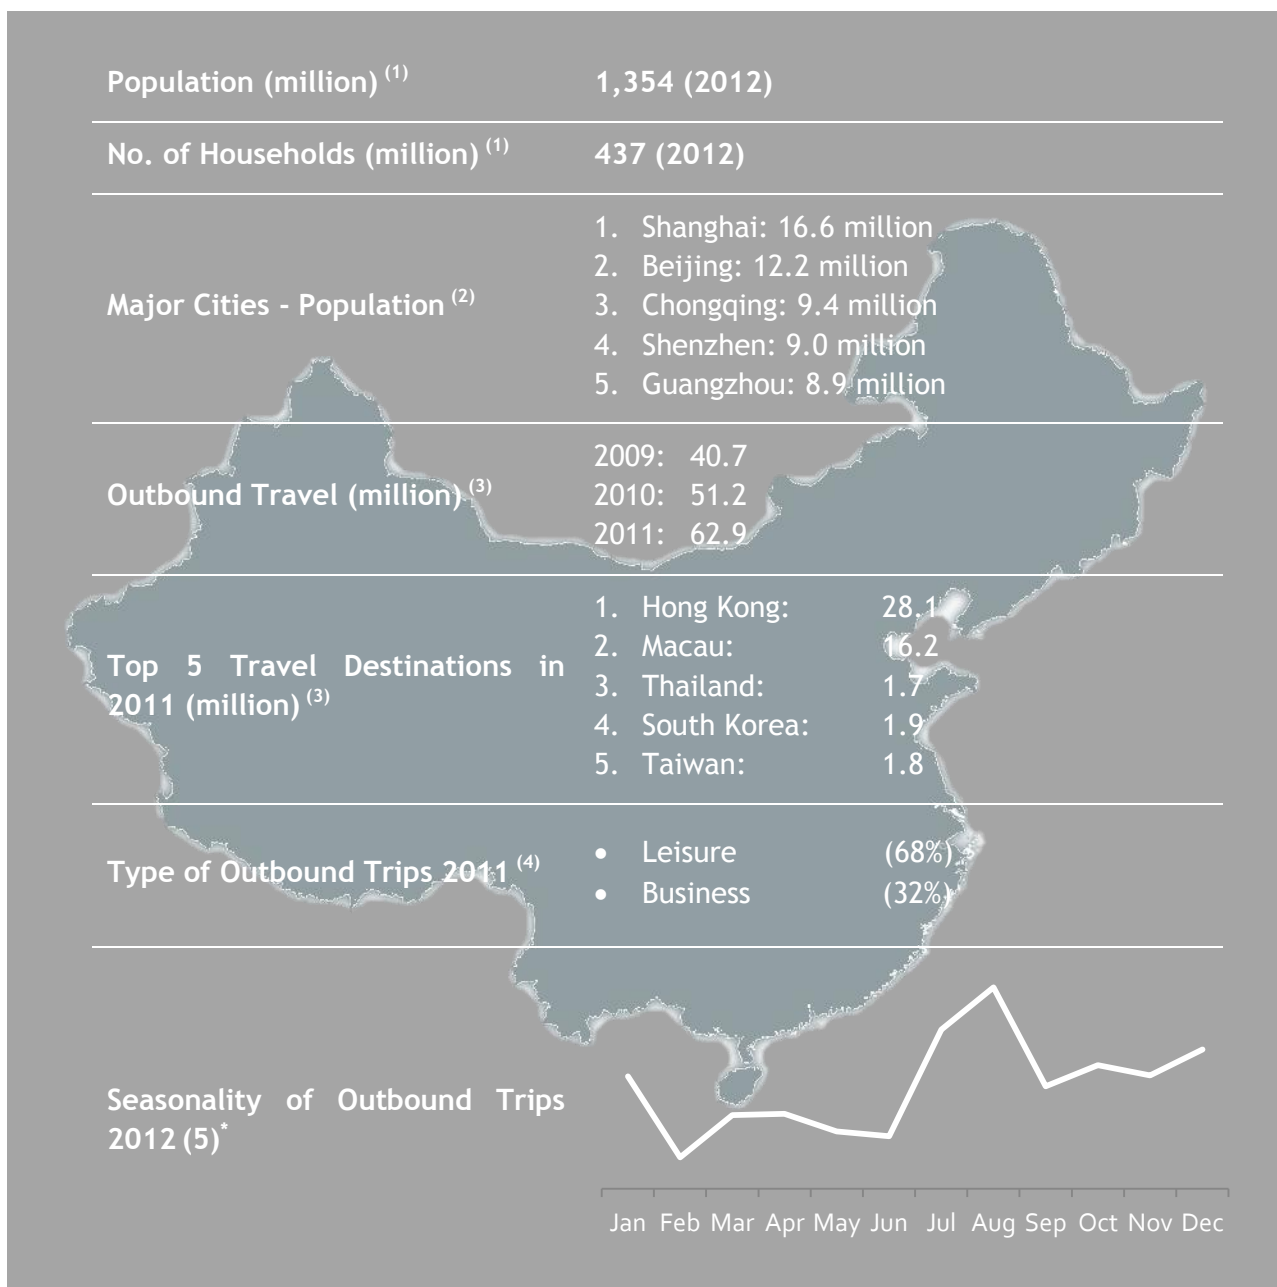 Population (million) (1) 1,354 (2012)
No. of Households (million) (1) 437 (2012)
Major Cities - Population (2)
1. Shanghai: 16.6 million
2. Beijing: 12.2 million
3. Chongqing: 9.4 million
4. Shenzhen: 9.0 million
5. Guangzhou: 8.9 million
Outbound Travel (million) (3)
2009: 40.7
2010: 51.2
2011: 62.9
Top 5 Travel Destinations in
2011 (million) (3)
1. Hong Kong: 28.1
2. Macau: 16.2
3. Thailand: 1.7
4. South Korea: 1.9
5. Taiwan: 1.8
Type of Outbound Trips 2011 (4)
• Leisure (68%)
• Business (32%)
Seasonality of Outbound Trips
2012 (5)*
Jan Feb Mar Apr May Jun Jul Aug Sep Oct Nov Dec